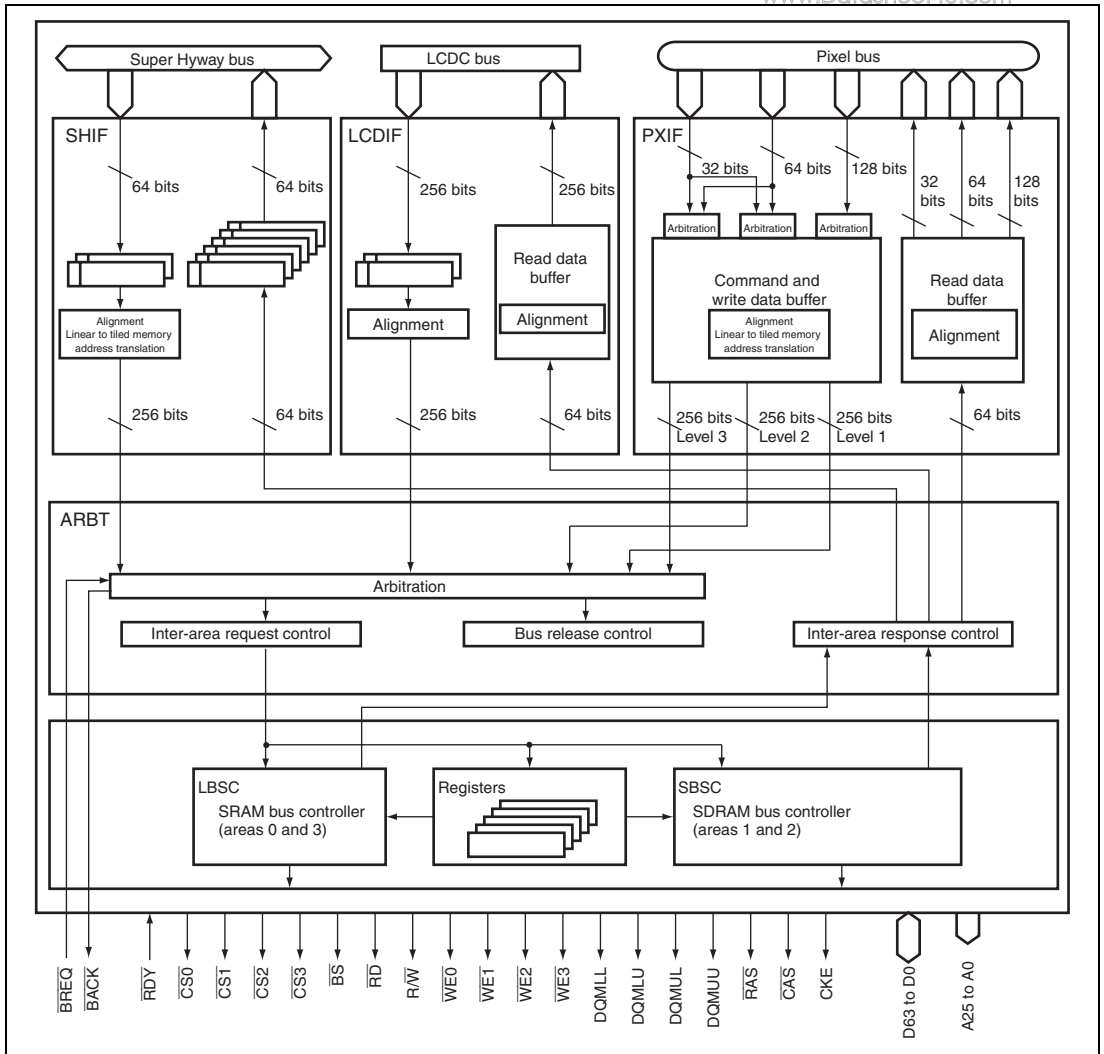 www.DataSheet4U.com
Super Hyway bus
LCDC bus
Pixel bus
SHIF
64 bits
64 bits
Alignment
Linear to tiled memory
address translation
256 bits
64 bits
LCDIF
256 bits
256 bits
Read data
buffer
Alignment
Alignment
256 bits
64 bits
PXIF
32 bits
64 bits
128 bits
32
bits
64
bits
128
bits
Arbitration
Arbitration
Arbitration
Command and
write data buffer
Alignment
Linear to tiled memory
address translation
Read data
buffer
Alignment
256 bits
Level 3
256 bits
Level 2
256 bits
Level 1
64 bits
ARBT
Arbitration
Inter-area request control
Bus release control
Inter-area response control
LBSC
SRAM bus controller
(areas 0 and 3)
Registers
SBSC
SDRAM bus controller
(areas 1 and 2)
BREQ
BACK
RDY
CS0
CS1
CS2
CS3
BS
RD
R/W
WE0
WE1
WE2
WE3
DQMLL
DQMLU
DQMUL
DQMUU
RAS
CAS
CKE
D63 to D0
A25 to A0